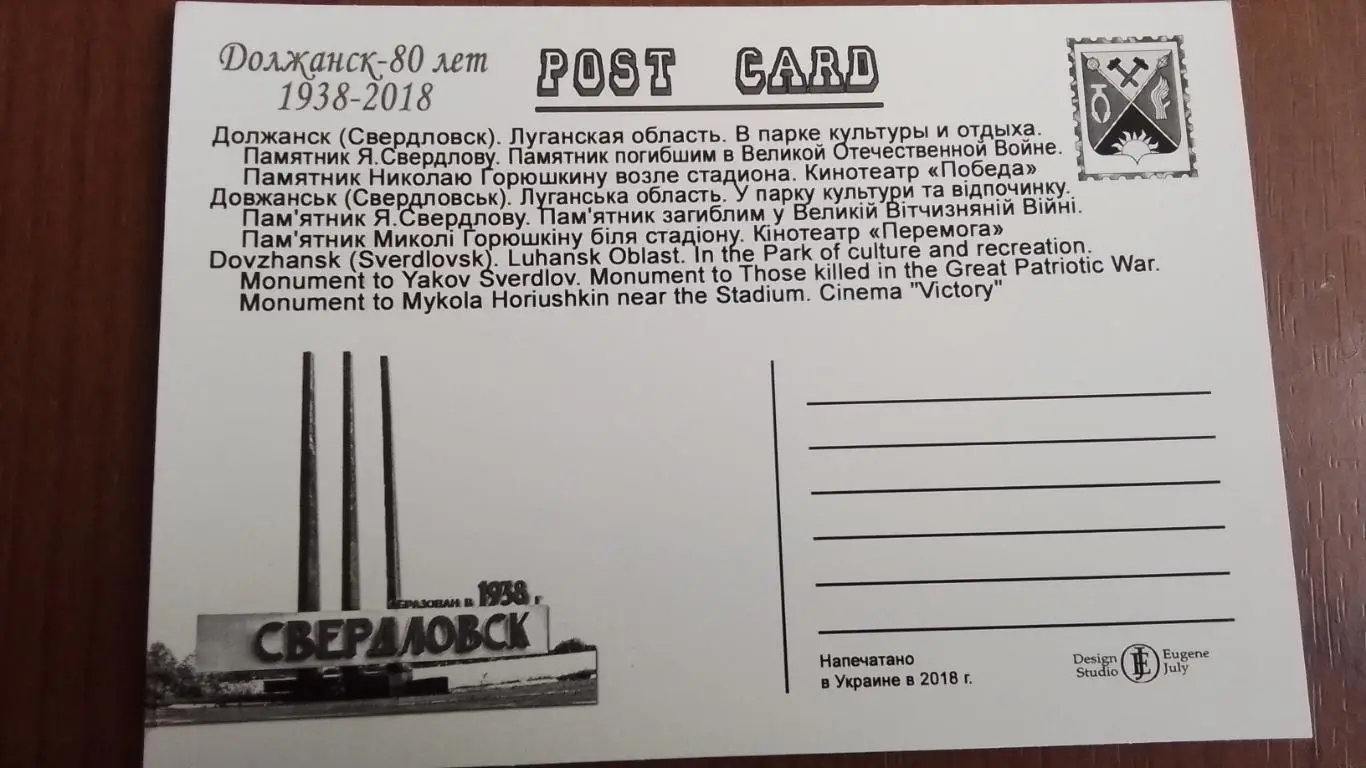 Должанск-80 лет
1938-2018
POST CARD
Должанск (Свердловск). Луганская область. В парке культуры и отдыха.
Памятник Я.Свердлову. Памятник погибшим в Великой Отечественной Войне.
Памятник Николаю Горюшкину возле стадиона. Кинотеатр «Победа»
Довжанськ (Свердловськ). Луганська область. У парку культури та відпочинку.
Пам'ятник Я.Свердлову. Пам'ятник загиблим у Великій Вітчизняній Війні.
Пам'ятник Миколі Горюшкіну біля стадіону. Кінотеатр «Перемога»
Dovzhansk (Sverdlovsk). Luhansk Oblast. In the Park of culture and recreation.
Monument to Yakov Sverdlov. Monument to Those killed in the Great Patriotic War.
Monument to Mykola Horiushkin near the Stadium. Cinema "Victory"
ОБРАЗОВАН В 1938 г
СВЕРДЛОВСК
Напечатано
в Украине в 2018 г.
Design Eugene
Studio July